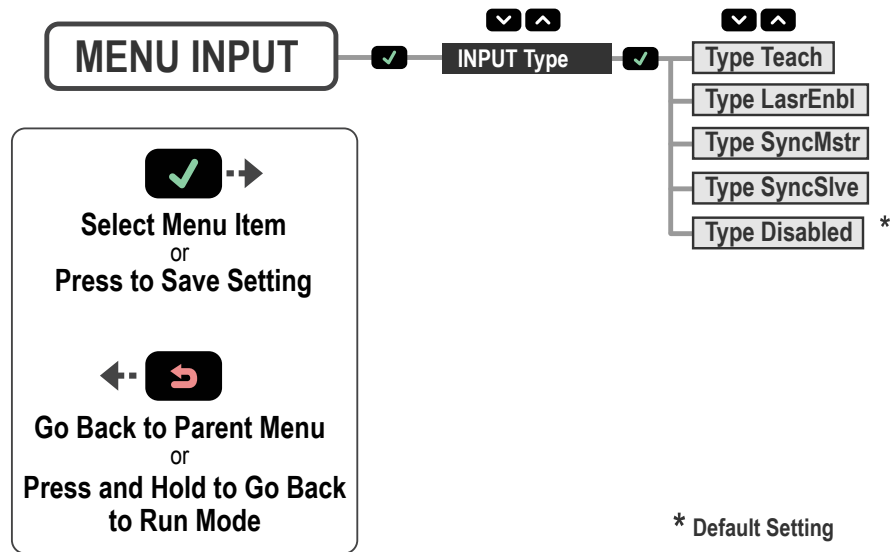 MENU INPUT
INPUT Type
Type Teach
Type LasrEnbl
Type SyncMstr
Type SyncSlve
Type Disabled *
Select Menu Item
or
Press to Save Setting
Go Back to Parent Menu
or
Press and Hold to Go Back
to Run Mode
* Default Setting